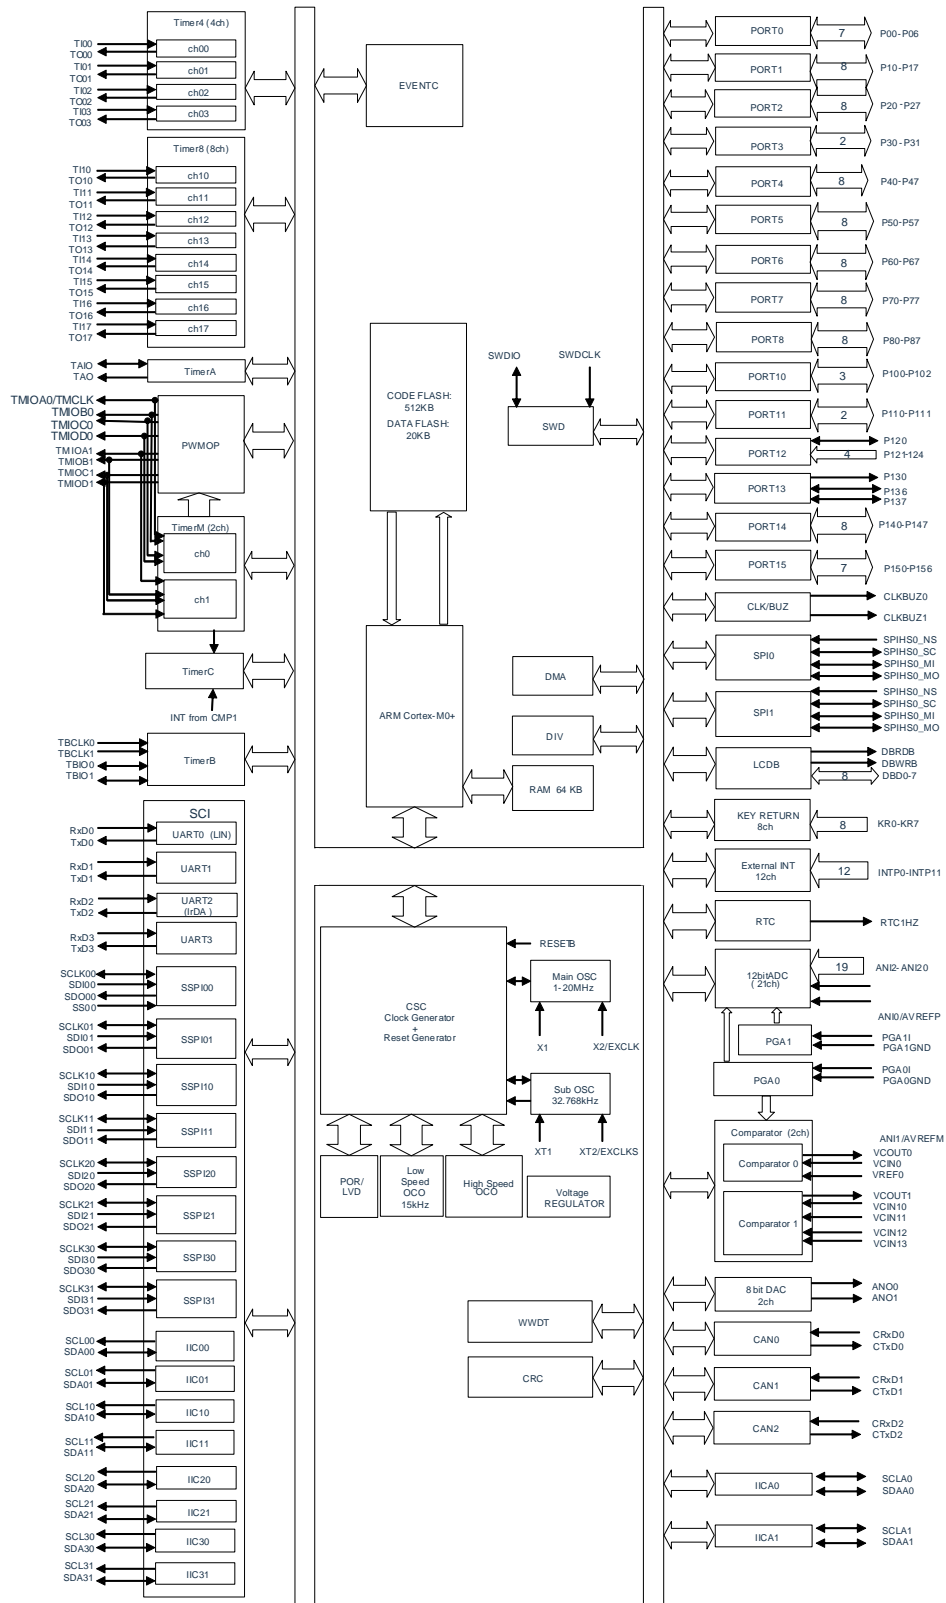 Timer4 (4ch)
TI00
TO00
ch00
TI01
TO01
ch01
TI02
TO02
ch02
TI03
TO03
ch03
Timer8 (8ch)
TI10
TO10
ch10
TI11
TO11
ch11
TI12
TO12
ch12
TI13
TO13
ch13
TI14
TO14
ch14
TI15
TO15
ch15
TI16
TO16
ch16
TI17
TO17
ch17
TAIO
TAO
TimerA
TMIOA0/TMCLK
TMIOB0
TMIOC0
TMIOD0
TMIOA1
TMIOB1
TMIOC1
TMIOD1
PWMOP
TimerM (2ch)
ch0
ch1
TimerC
INT from CMP1
TBCLK0
TBCLK1
TBIO0
TBIO1
TimerB
SCI
RxD0
TxD0
UART0 (LIN)
RxD1
TxD1
UART1
RxD2
TxD2
UART2
(IrDA )
RxD3
TxD3
UART3
SCLK00
SDI00
SDO00
SS00
SSPI00
SCLK01
SDI01
SDO01
SSPI01
SCLK10
SDI10
SDO10
SSPI10
SCLK11
SDI11
SDO11
SSPI11
SCLK20
SDI20
SDO20
SSPI20
SCLK21
SDI21
SDO21
SSPI21
SCLK30
SDI30
SDO30
SSPI30
SCLK31
SDI31
SDO31
SSPI31
SCL00
SDA00
IIC00
SCL01
SDA01
IIC01
SCL10
SDA10
IIC10
SCL11
SDA11
IIC11
SCL20
SDA20
IIC20
SCL21
SDA21
IIC21
SCL30
SDA30
IIC30
SCL31
SDA31
IIC31
EVENTC
CODE FLASH:
512KB
DATA FLASH:
20KB
SWDIO
SWDCLK
SWD
ARM Cortex-M0+
DMA
DIV
RAM 64 KB
CSC
Clock Generator
+
Reset Generator
RESETB
Main OSC
1-20MHz
X1
X2/EXCLK
Sub OSC
32.768kHz
XT1
XT2/EXCLKS
POR/
LVD
Low
Speed
OCO
15kHz
High Speed
OCO
Voltage
REGULATOR
WWDT
CRC
PORT0
7
P00-P06
PORT1
8
P10-P17
PORT2
8
P20-P27
PORT3
2
P30-P31
PORT4
8
P40-P47
PORT5
8
P50-P57
PORT6
8
P60-P67
PORT7
8
P70-P77
PORT8
8
P80-P87
PORT10
3
P100-P102
PORT11
2
P110-P111
PORT12
P120
4
P121-124
PORT13
P130
P136
P137
PORT14
8
P140-P147
PORT15
7
P150-P156
CLK/BUZ
CLKBUZ0
CLKBUZ1
SPI0
SPIHS0_NS
SPIHS0_SC
SPIHS0_MI
SPIHS0_MO
SPI1
SPIHS0_NS
SPIHS0_SC
SPIHS0_MI
SPIHS0_MO
LCDB
DBRDB
DBWRB
8
DBD0-7
KEY RETURN
8ch
8
KR0-KR7
External INT
12ch
12
INTP0-INTP11
RTC
RTC1HZ
12bitADC
( 21ch)
19
ANI2-ANI20
ANI0/AVREFP
PGA1
PGA1I
PGA1GND
PGA0
PGA0I
PGA0GND
ANI1/AVREFM
Comparator (2ch)
Comparator 0
VCOUT0
VCIN0
VREF0
Comparator 1
VCOUT1
VCIN10
VCIN11
VCIN12
VCIN13
8bit DAC
2ch
ANO0
ANO1
CAN0
CRxD0
CTxD0
CAN1
CRxD1
CTxD1
CAN2
CRxD2
CTxD2
IICA0
SCLA0
SDAA0
IICA1
SCLA1
SDAA1